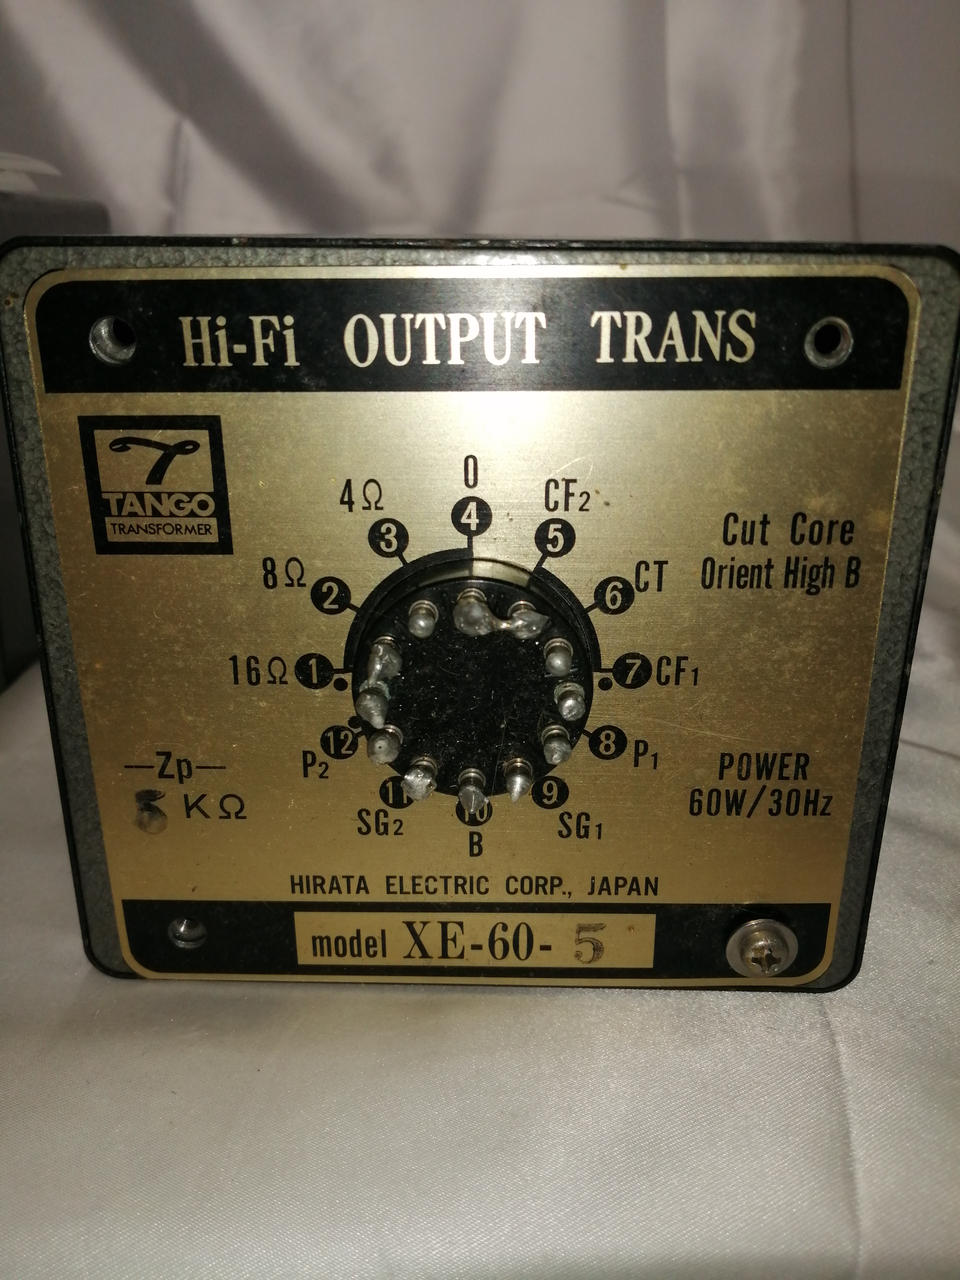 Hi-Fi OUTPUT TRANS
TANGO
TRANSFORMER
0
4Ω
4
CF2
3
5
Cut Core
Orient High B
8Ω
2
6
CT
16Ω
1
7
CF1
P2
12
8
P1
Zp
5 KΩ
POWER
60W/30Hz
11
SG2
10
B
9
SG1
HIRATA ELECTRIC CORP., JAPAN
model XE-60-5